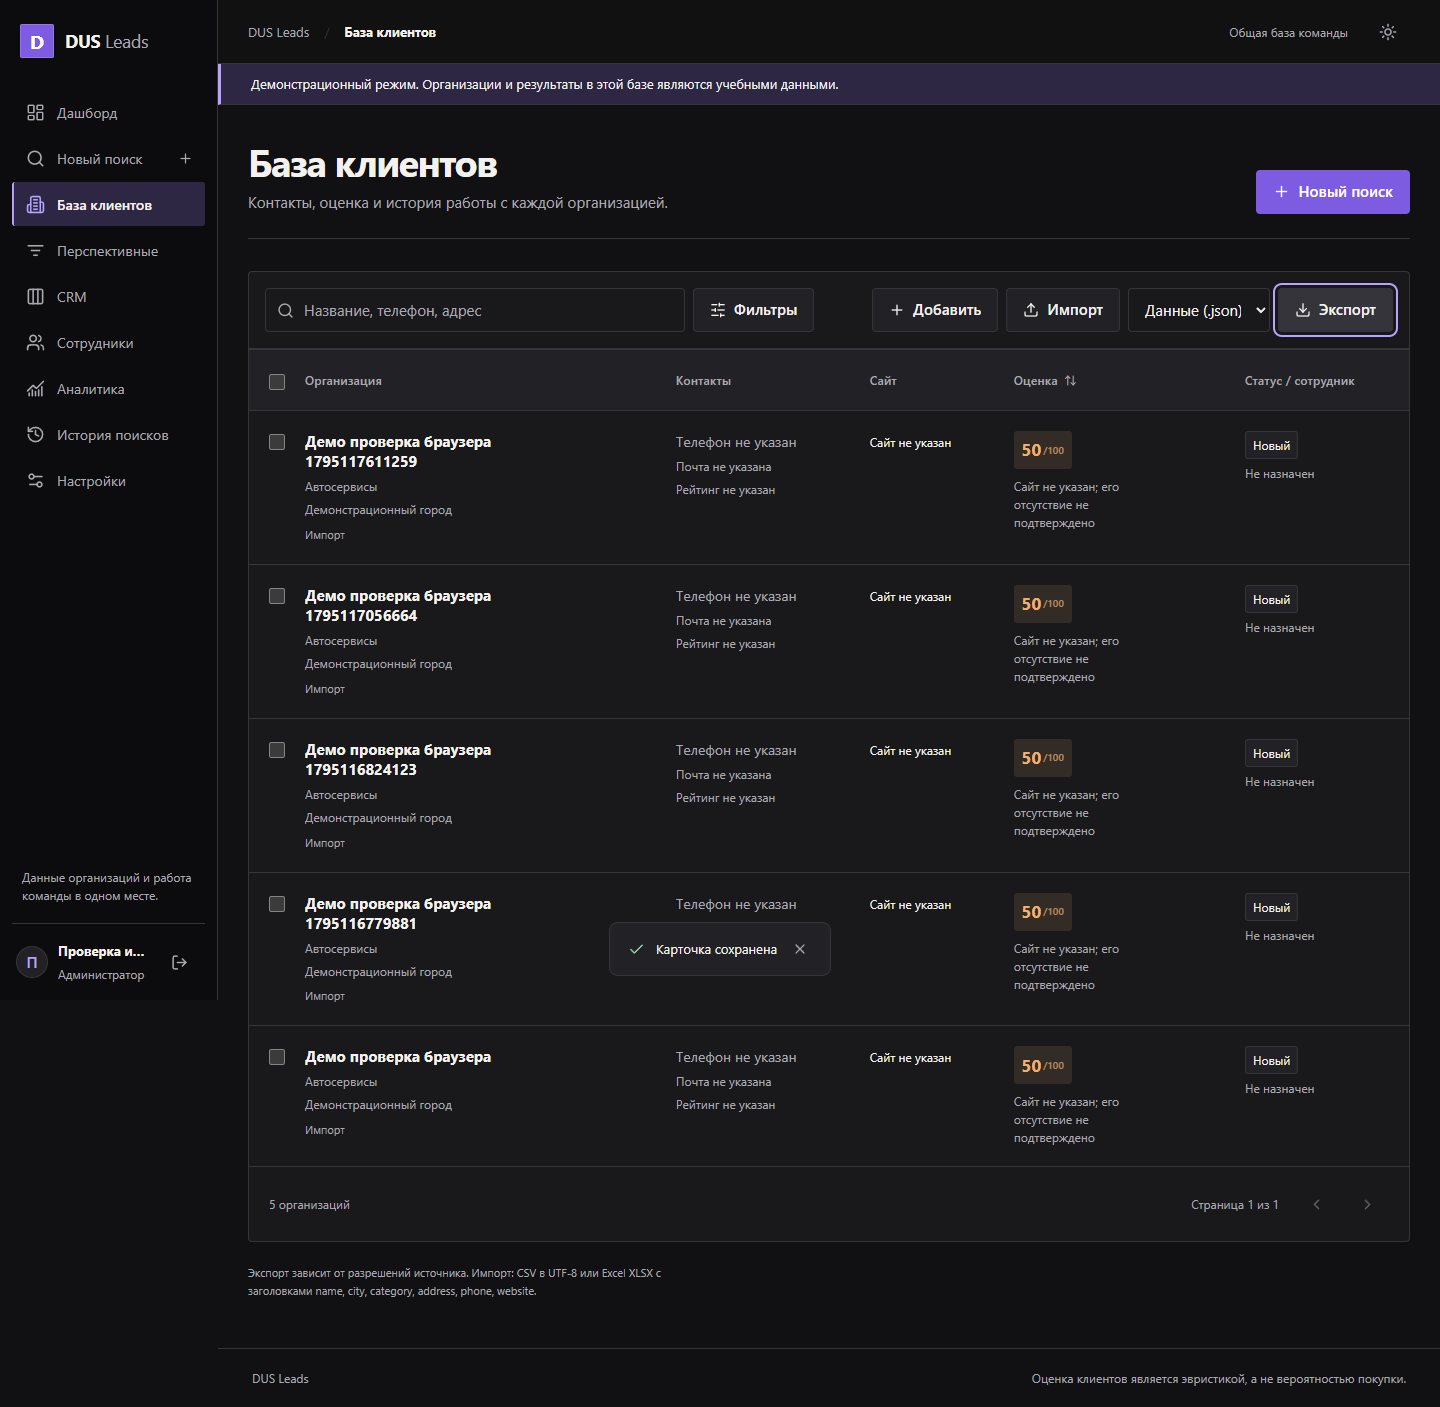 D DUS Leads
DUS Leads / База клиентов
Общая база команды
Демонстрационный режим. Организации и результаты в этой базе являются учебными данными.
Дашборд
Новый поиск
База клиентов
Перспективные
CRM
Сотрудники
Аналитика
История поисков
Настройки
Данные организаций и работа
команды в одном месте.
П
Проверка и...
Администратор
База клиентов
Контакты, оценка и история работы с каждой организацией.
Новый поиск
Название, телефон, адрес
Фильтры
Добавить
Импорт
Данные (.json)
Экспорт
Организация Контакты Сайт Оценка Статус / сотрудник
Демо проверка браузера
1795117611259
Автосервисы
Демонстрационный город
Импорт
Телефон не указан
Почта не указана
Рейтинг не указан
Сайт не указан
50/100
Сайт не указан; его
отсутствие не
подтверждено
Новый
Не назначен
Демо проверка браузера
1795117056664
Автосервисы
Демонстрационный город
Импорт
Телефон не указан
Почта не указана
Рейтинг не указан
Сайт не указан
50/100
Сайт не указан; его
отсутствие не
подтверждено
Новый
Не назначен
Демо проверка браузера
1795116824123
Автосервисы
Демонстрационный город
Импорт
Телефон не указан
Почта не указана
Рейтинг не указан
Сайт не указан
50/100
Сайт не указан; его
отсутствие не
подтверждено
Новый
Не назначен
Демо проверка браузера
1795116779881
Автосервисы
Демонстрационный город
Импорт
Телефон не указан
Карточка сохранена
Сайт не указан
50/100
Сайт не указан; его
отсутствие не
подтверждено
Новый
Не назначен
Демо проверка браузера
Автосервисы
Демонстрационный город
Импорт
Телефон не указан
Почта не указана
Рейтинг не указан
Сайт не указан
50/100
Сайт не указан; его
отсутствие не
подтверждено
Новый
Не назначен
5 организаций
Страница 1 из 1
Экспорт зависит от разрешений источника. Импорт: CSV в UTF-8 или Excel XLSX с
заголовками name, city, category, address, phone, website.
DUS Leads
Оценка клиентов является эвристикой, а не вероятностью покупки.